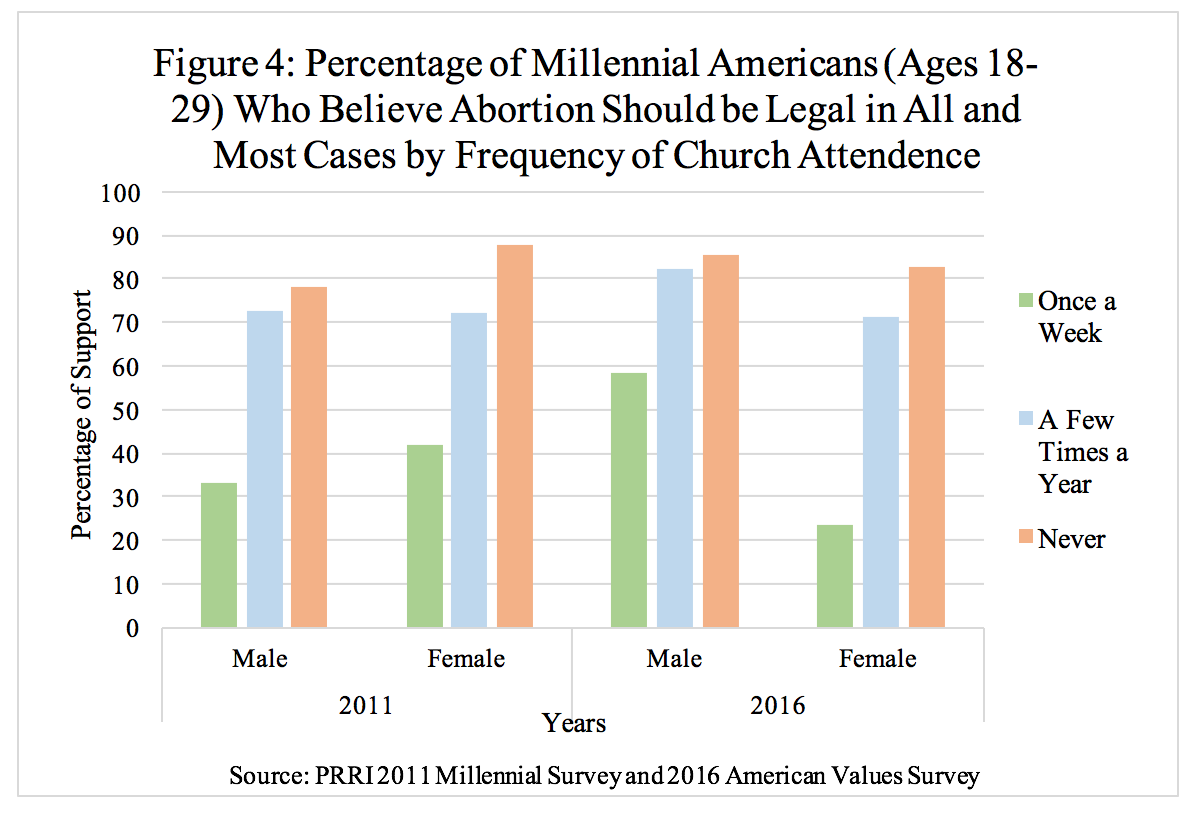 Figure 4: Percentage of Millennial Americans (Ages 18-
29) Who Believe Abortion Should be Legal in All and
Most Cases by Frequency of Church Attendence
100
90
80
70
60
50
40
30
20
10
0
Percentage of Support
Once a
Week
A Few
Times a
Year
Never
Male
Female
Male
Female
2011
2016
Years
Source: PRRI 2011 Millennial Survey and 2016 American Values Survey